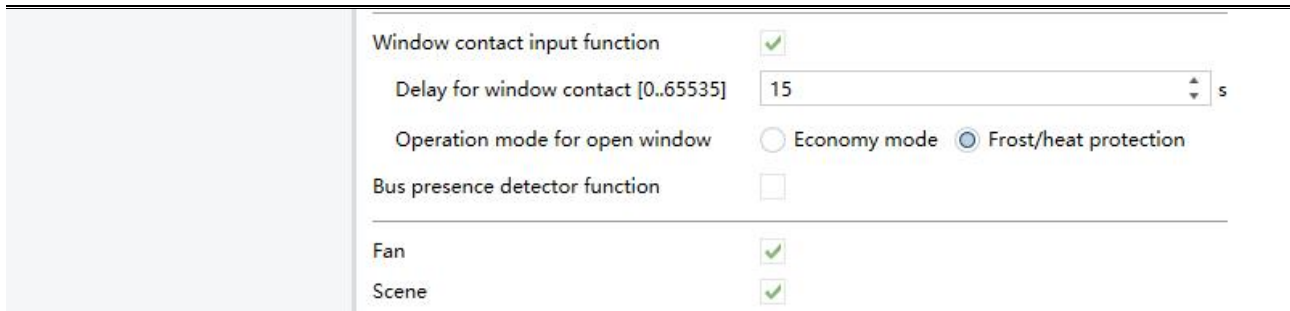 Window contact input function
Delay for window contact [0..65535] 15 s
Operation mode for open window Economy mode Frost/heat protection
Bus presence detector function
Fan
Scene